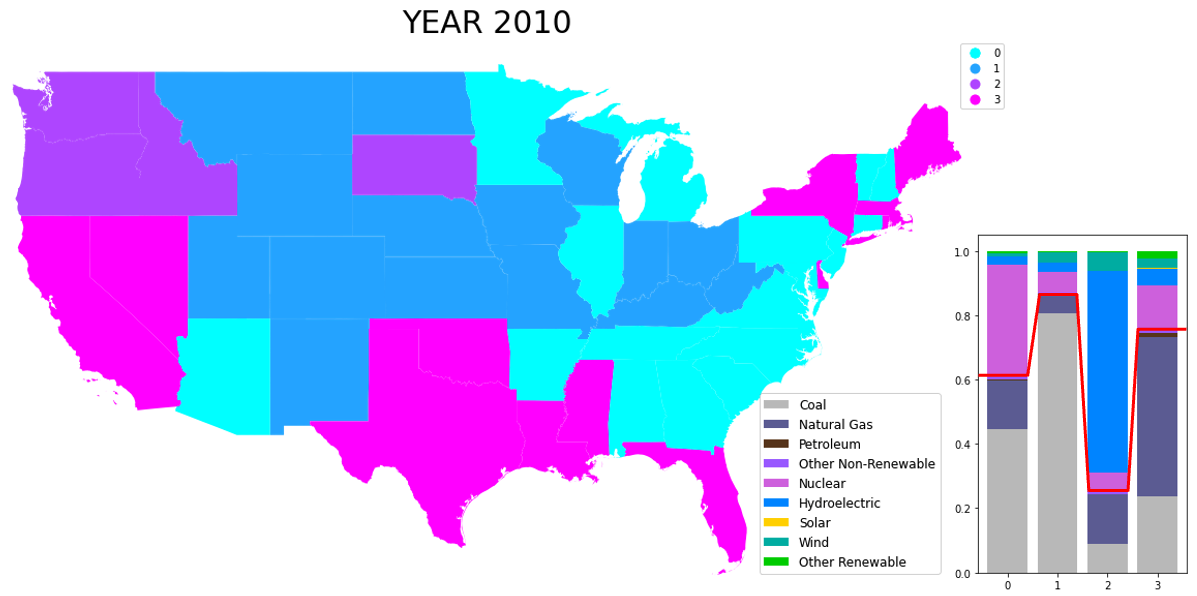 YEAR 2010
0
1
2
3
Coal
Natural Gas
Petroleum
Other Non-Renewable
Nuclear
Hydroelectric
Solar
Wind
Other Renewable
1.0
0.8
0.6
0.4
0.2
0.0
0 1 2 3